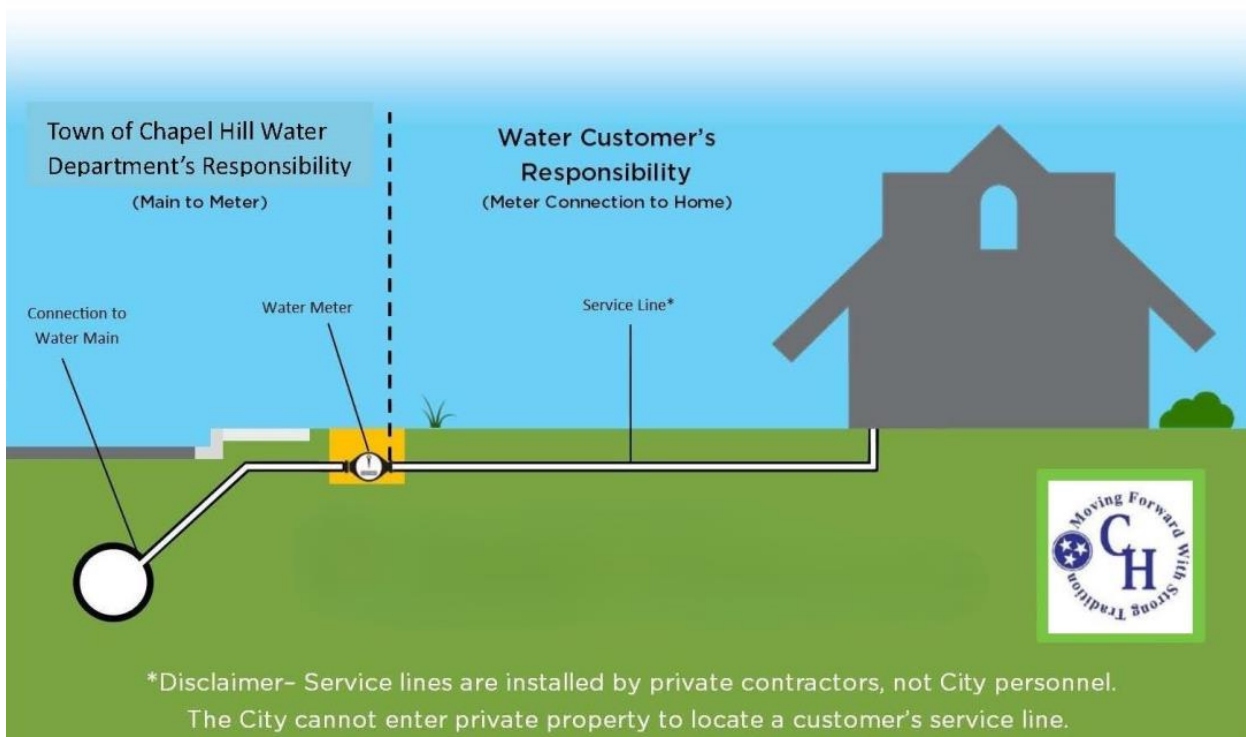 Town of Chapel Hill Water
Department's Responsibility
(Main to Meter)
Water Customer's
Responsibility
(Meter Connection to Home)
Connection to
Water Main
Water Meter
Service Line*
Moving Forward With Strong Tradition
CH
*Disclaimer– Service lines are installed by private contractors, not City personnel.
The City cannot enter private property to locate a customer's service line.